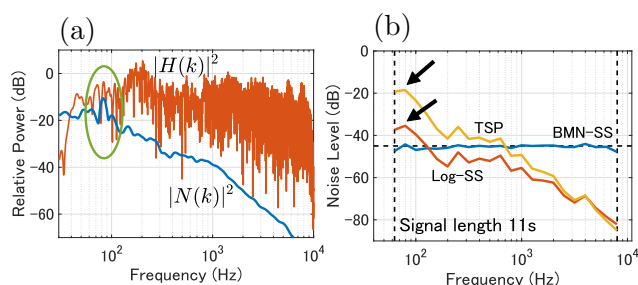 (a)
|H(k)|²
|N(k)|²
0
-20
-40
-60
Relative Power (dB)
10²
10³
10⁴
Frequency (Hz)
(b)
TSP
BMN-SS
Log-SS
Signal length 11s
0
-20
-40
-60
-80
Noise Level (dB)
10²
10³
10⁴
Frequency (Hz)